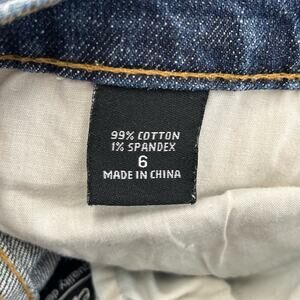 99% COTTON
1% SPANDEX
6
MADE IN CHINA